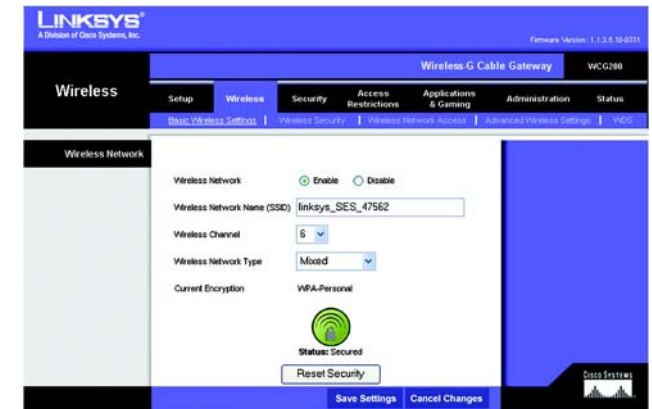 LINKSYS®
A Division of Cisco Systems, Inc.
Firmware Version: 1.1.3.5.10-0331
Wireless-G Cable Gateway WCG200
Wireless
Setup Wireless Security Access Restrictions Applications & Gaming Administration Status
Basic Wireless Settings | Wireless Security | Wireless Network Access | Advanced Wireless Settings | WDS
Wireless Network
Wireless Network Enable Disable
Wireless Network Name (SSID) linksys_SES_47562
Wireless Channel 6
Wireless Network Type Mixed
Current Encryption WPA-Personal
Status: Secured
Reset Security
CISCO SYSTEMS
Save Settings Cancel Changes